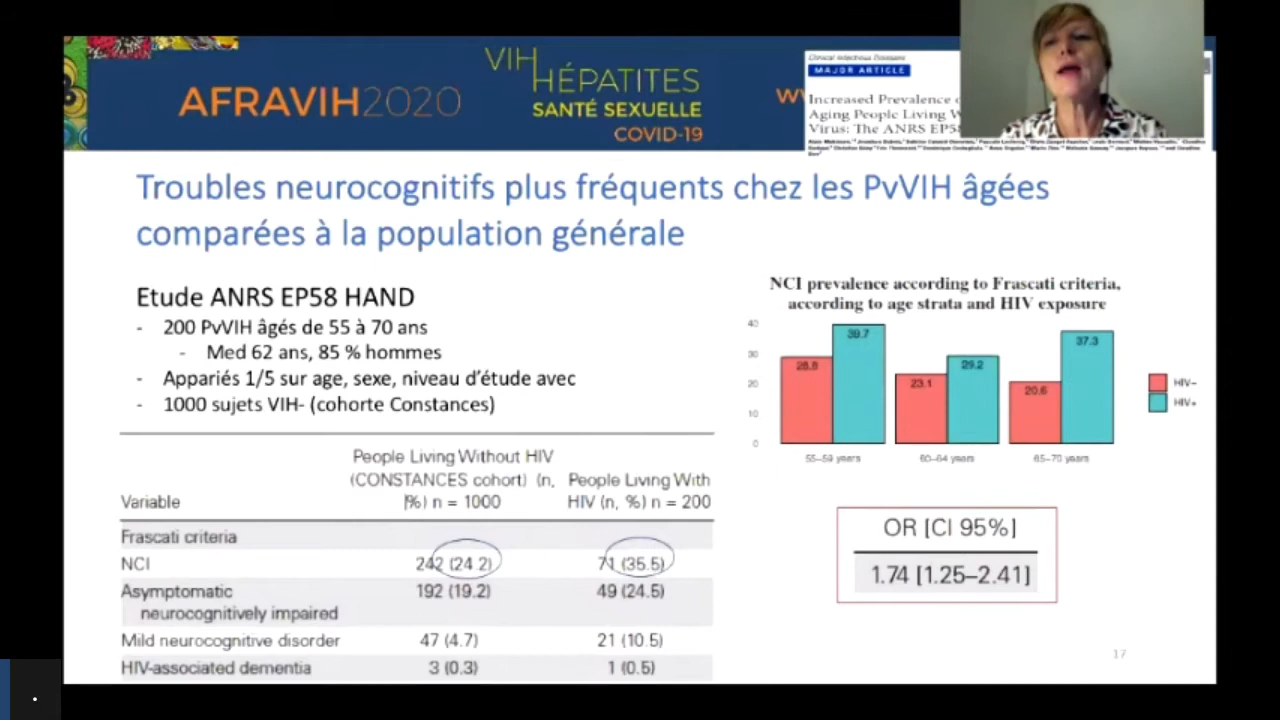 AFRAVIH2020
VIH
HÉPATITES
SANTÉ SEXUELLE
COVID-19
Clinical Infectious Diseases
MAJOR ARTICLE
Increased Prevalence
Aging People Living
Virus: The ANRS EP58
Troubles neurocognitifs plus fréquents chez les PvVIH âgées
comparées à la population générale
Etude ANRS EP58 HAND
- 200 PvVIH âgés de 55 à 70 ans
- Med 62 ans, 85 % hommes
- Appariés 1/5 sur age, sexe, niveau d’étude avec
- 1000 sujets VIH- (cohorte Constances)
People Living Without HIV
(CONSTANCES cohort) (n, People Living With
Variable %) n = 1000 HIV (n, %) n = 200
Frascati criteria
NCI 242 (24.2) 71 (35.5)
Asymptomatic 192 (19.2) 49 (24.5)
neurocognitively impaired
Mild neurocognitive disorder 47 (4.7) 21 (10.5)
HIV-associated dementia 3 (0.3) 1 (0.5)
NCI prevalence according to Frascati criteria,
according to age strata and HIV exposure
40
30
20
10
0
28.8 39.7 23.1 29.2 20.6 37.3
55–59 years 60–64 years 65–70 years
HIV–
HIV+
OR [CI 95%]
1.74 [1.25–2.41]
17